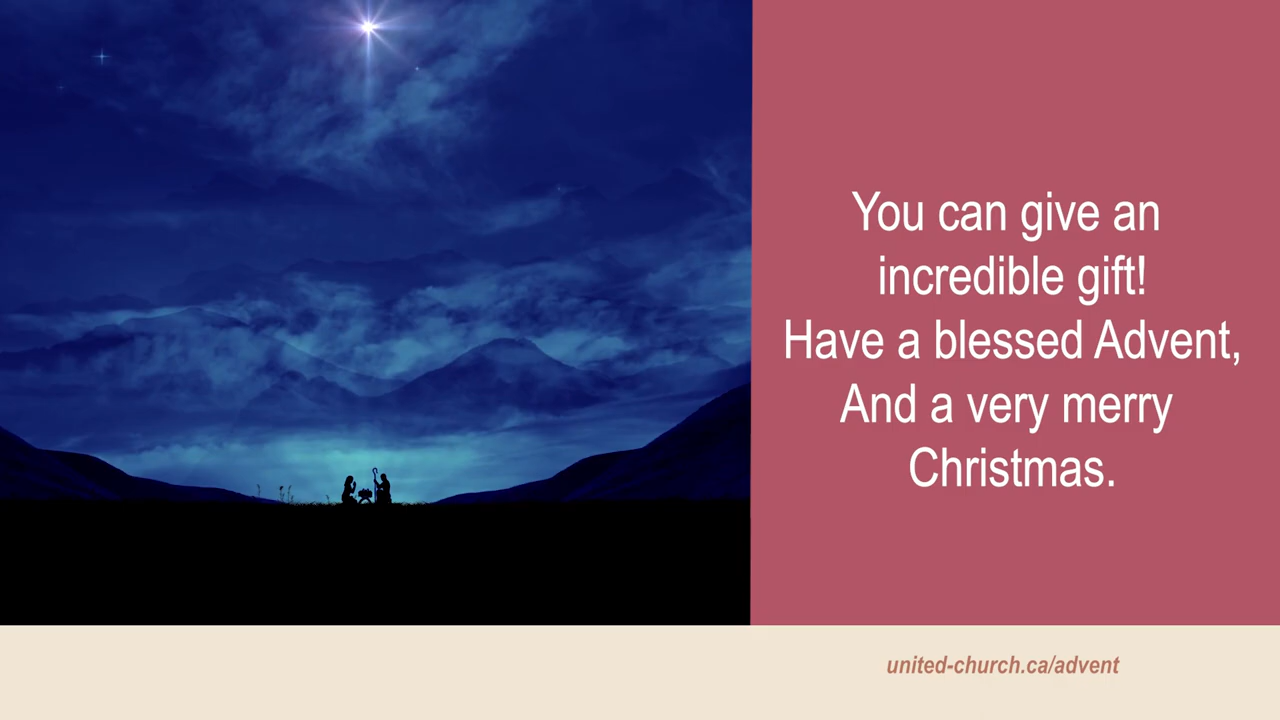 You can give an
incredible gift!
Have a blessed Advent,
And a very merry
Christmas.
united-church.ca/advent